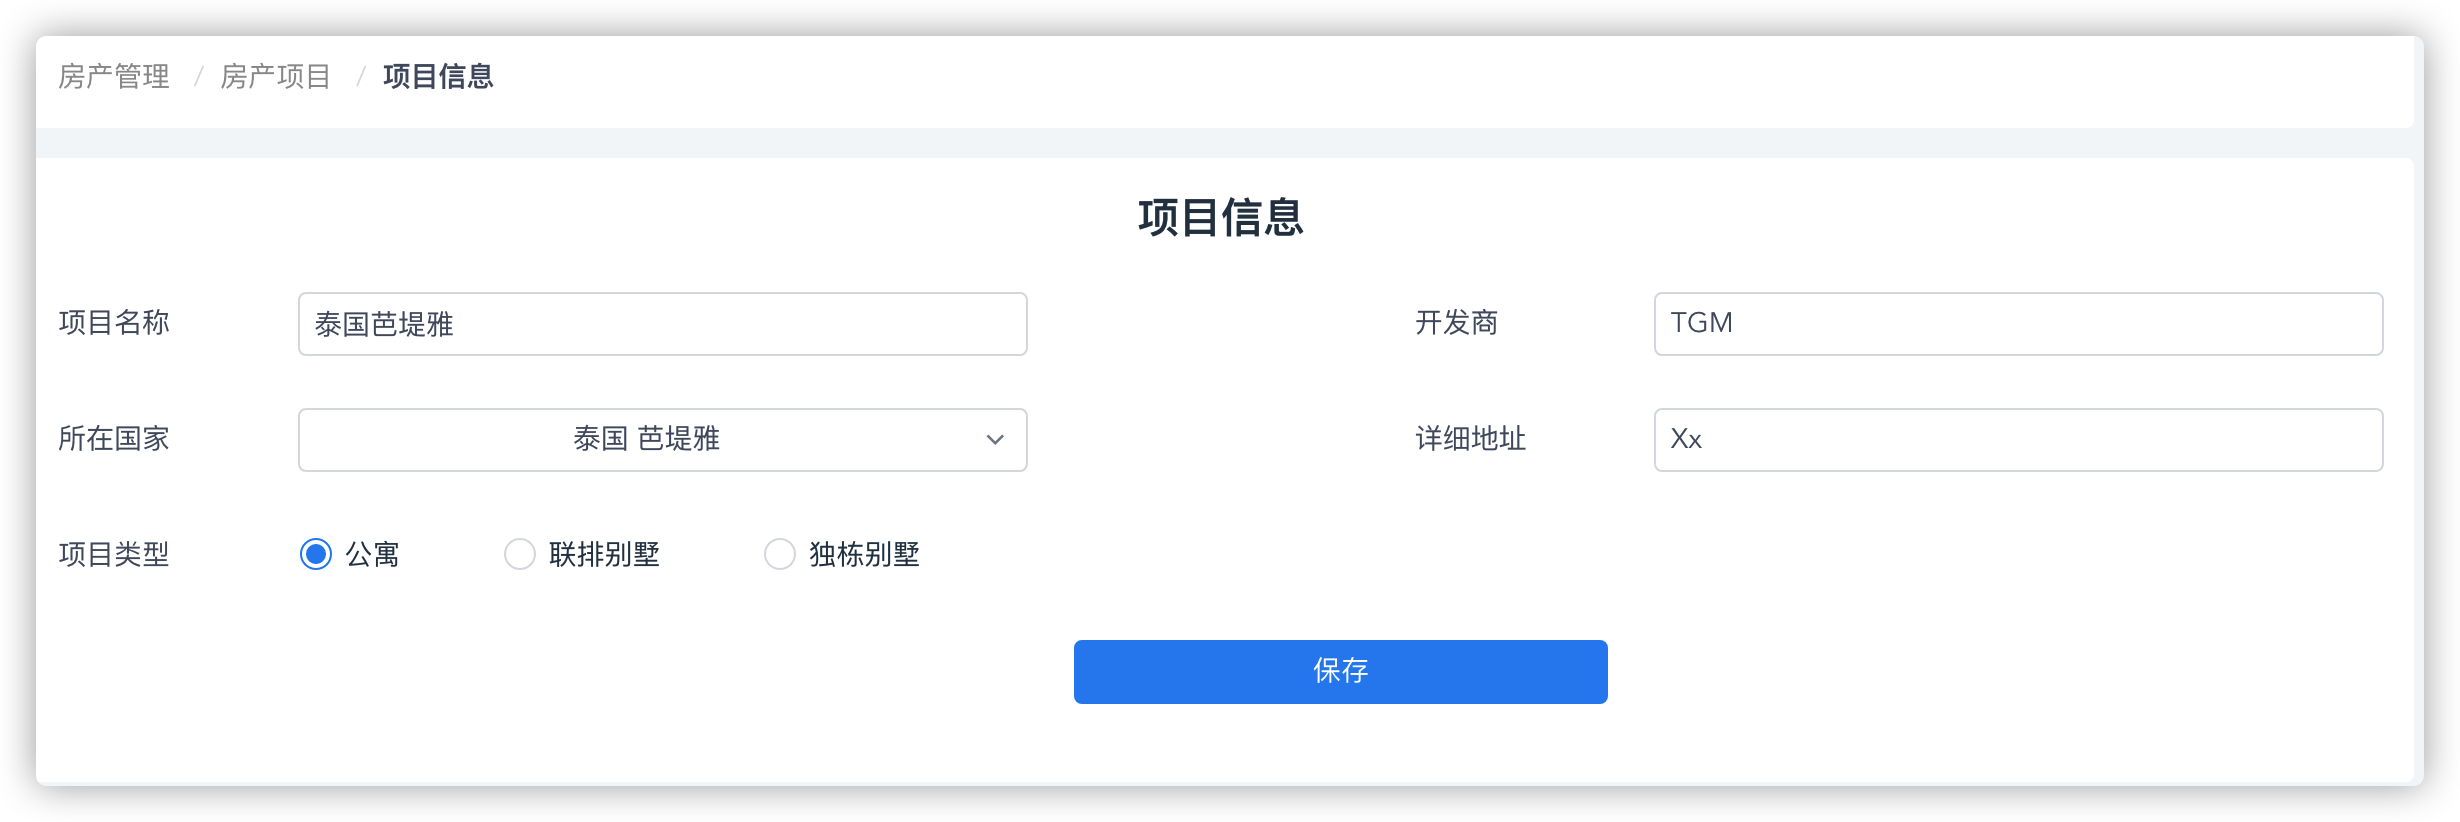 房产管理 / 房产项目 / 项目信息
项目信息
项目名称 泰国芭堤雅 开发商 TGM
所在国家 泰国 芭堤雅 详细地址 Xx
项目类型 公寓 联排别墅 独栋别墅
保存